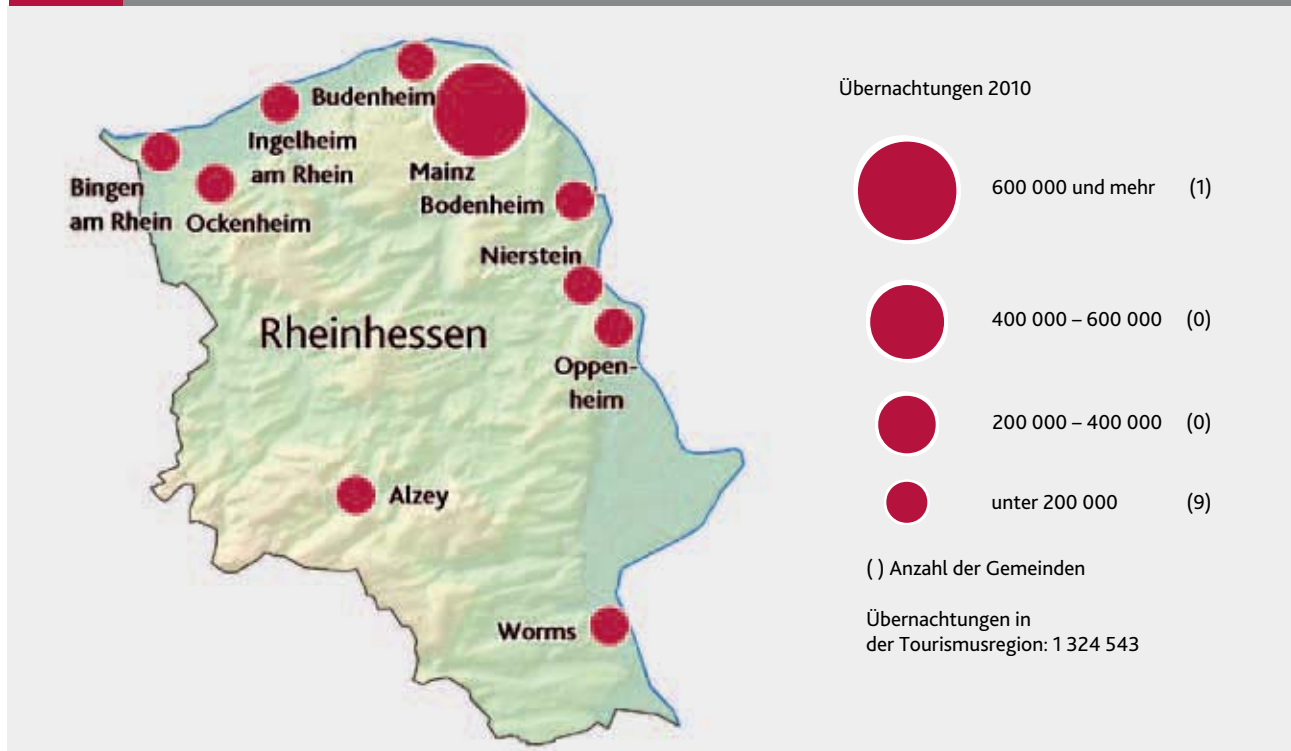 Budenheim
Ingelheim
am Rhein
Bingen
am Rhein
Ockenheim
Mainz
Bodenheim
Nierstein
Rheinhessen
Oppen-
heim
Alzey
Worms
Übernachtungen 2010
600 000 und mehr (1)
400 000 – 600 000 (0)
200 000 – 400 000 (0)
unter 200 000 (9)
( ) Anzahl der Gemeinden
Übernachtungen in
der Tourismusregion: 1 324 543